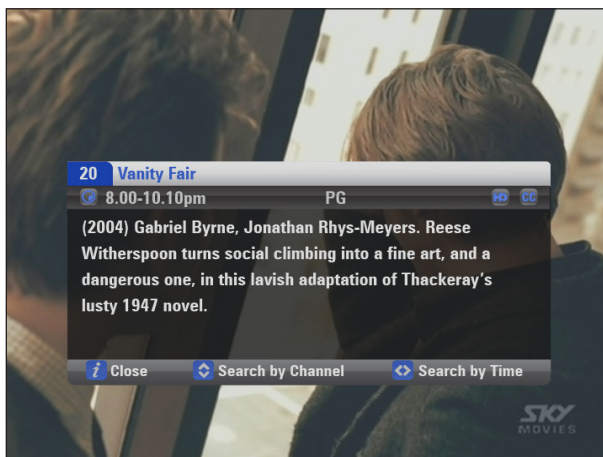 20 Vanity Fair
8.00-10.10pm PG HD CC
(2004) Gabriel Byrne, Jonathan Rhys-Meyers. Reese
Witherspoon turns social climbing into a fine art, and a
dangerous one, in this lavish adaptation of Thackeray's
lusty 1947 novel.
i Close Search by Channel Search by Time
SKY
MOVIES